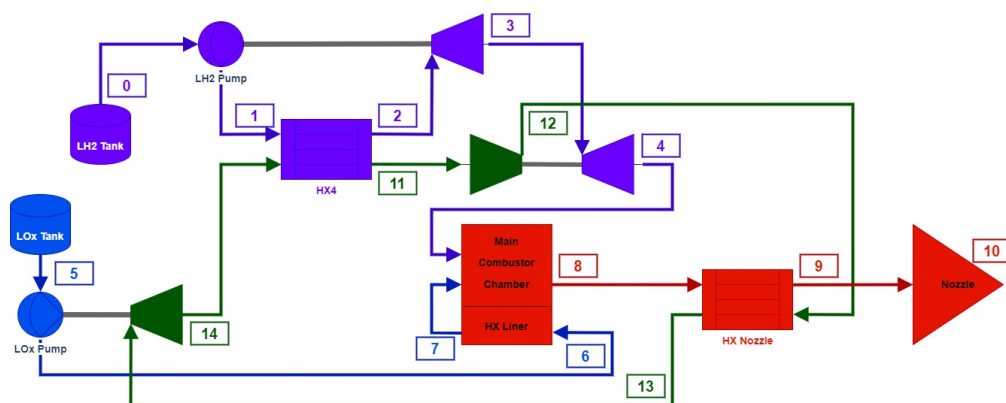 3
0
LH2 Pump
1
2
12
LH2 Tank
HX4
11
4
LOx Tank
5
Main
Combustor
Chamber
8
9
10
Nozzle
14
HX Liner
7
6
LOx Pump
HX Nozzle
13